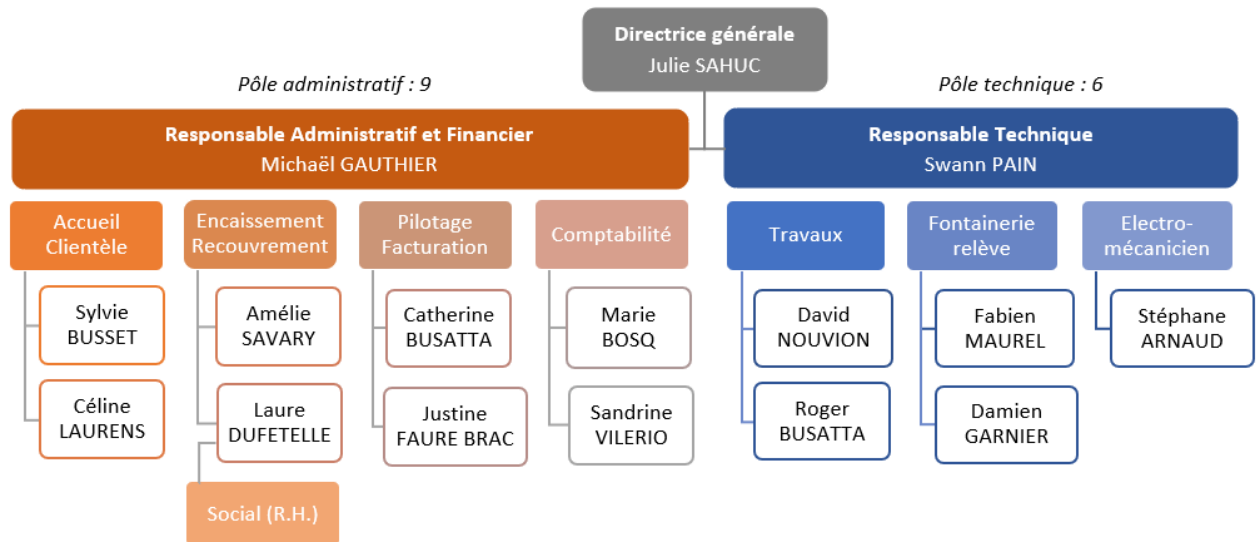 Directrice générale
Julie SAHUC
Pôle administratif : 9
Pôle technique : 6
Responsable Administratif et Financier
Michaël GAUTHIER
Responsable Technique
Swann PAIN
Accueil
Clientèle
Encaissement
Recouvrement
Pilotage
Facturation
Comptabilité
Travaux
Fontainerie
relève
Electro-
mécanicien
Sylvie
BUSSET
Amélie
SAVARY
Catherine
BUSATTA
Marie
BOSQ
David
NOUVION
Fabien
MAUREL
Stéphane
ARNAUD
Céline
LAURENS
Laure
DUFETELLE
Justine
FAURE BRAC
Sandrine
VILERIO
Roger
BUSATTA
Damien
GARNIER
Social (R.H.)